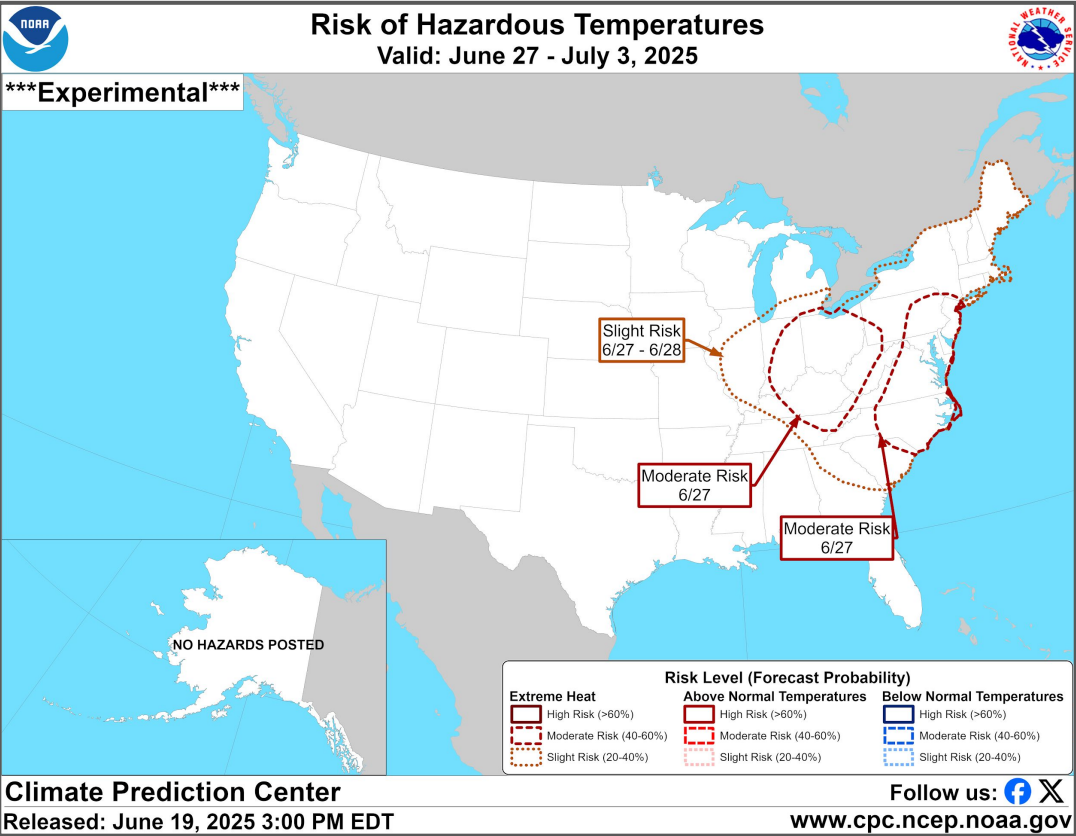 NOAA
Risk of Hazardous Temperatures
Valid: June 27 - July 3, 2025
NATIONAL WEATHER SERVICE
***Experimental***
Slight Risk
6/27 - 6/28
Moderate Risk
6/27
Moderate Risk
6/27
NO HAZARDS POSTED
Risk Level (Forecast Probability)
Extreme Heat
High Risk (>60%)
Moderate Risk (40-60%)
Slight Risk (20-40%)
Above Normal Temperatures
High Risk (>60%)
Moderate Risk (40-60%)
Slight Risk (20-40%)
Below Normal Temperatures
High Risk (>60%)
Moderate Risk (40-60%)
Slight Risk (20-40%)
Climate Prediction Center
Follow us:
Released: June 19, 2025 3:00 PM EDT
www.cpc.ncep.noaa.gov